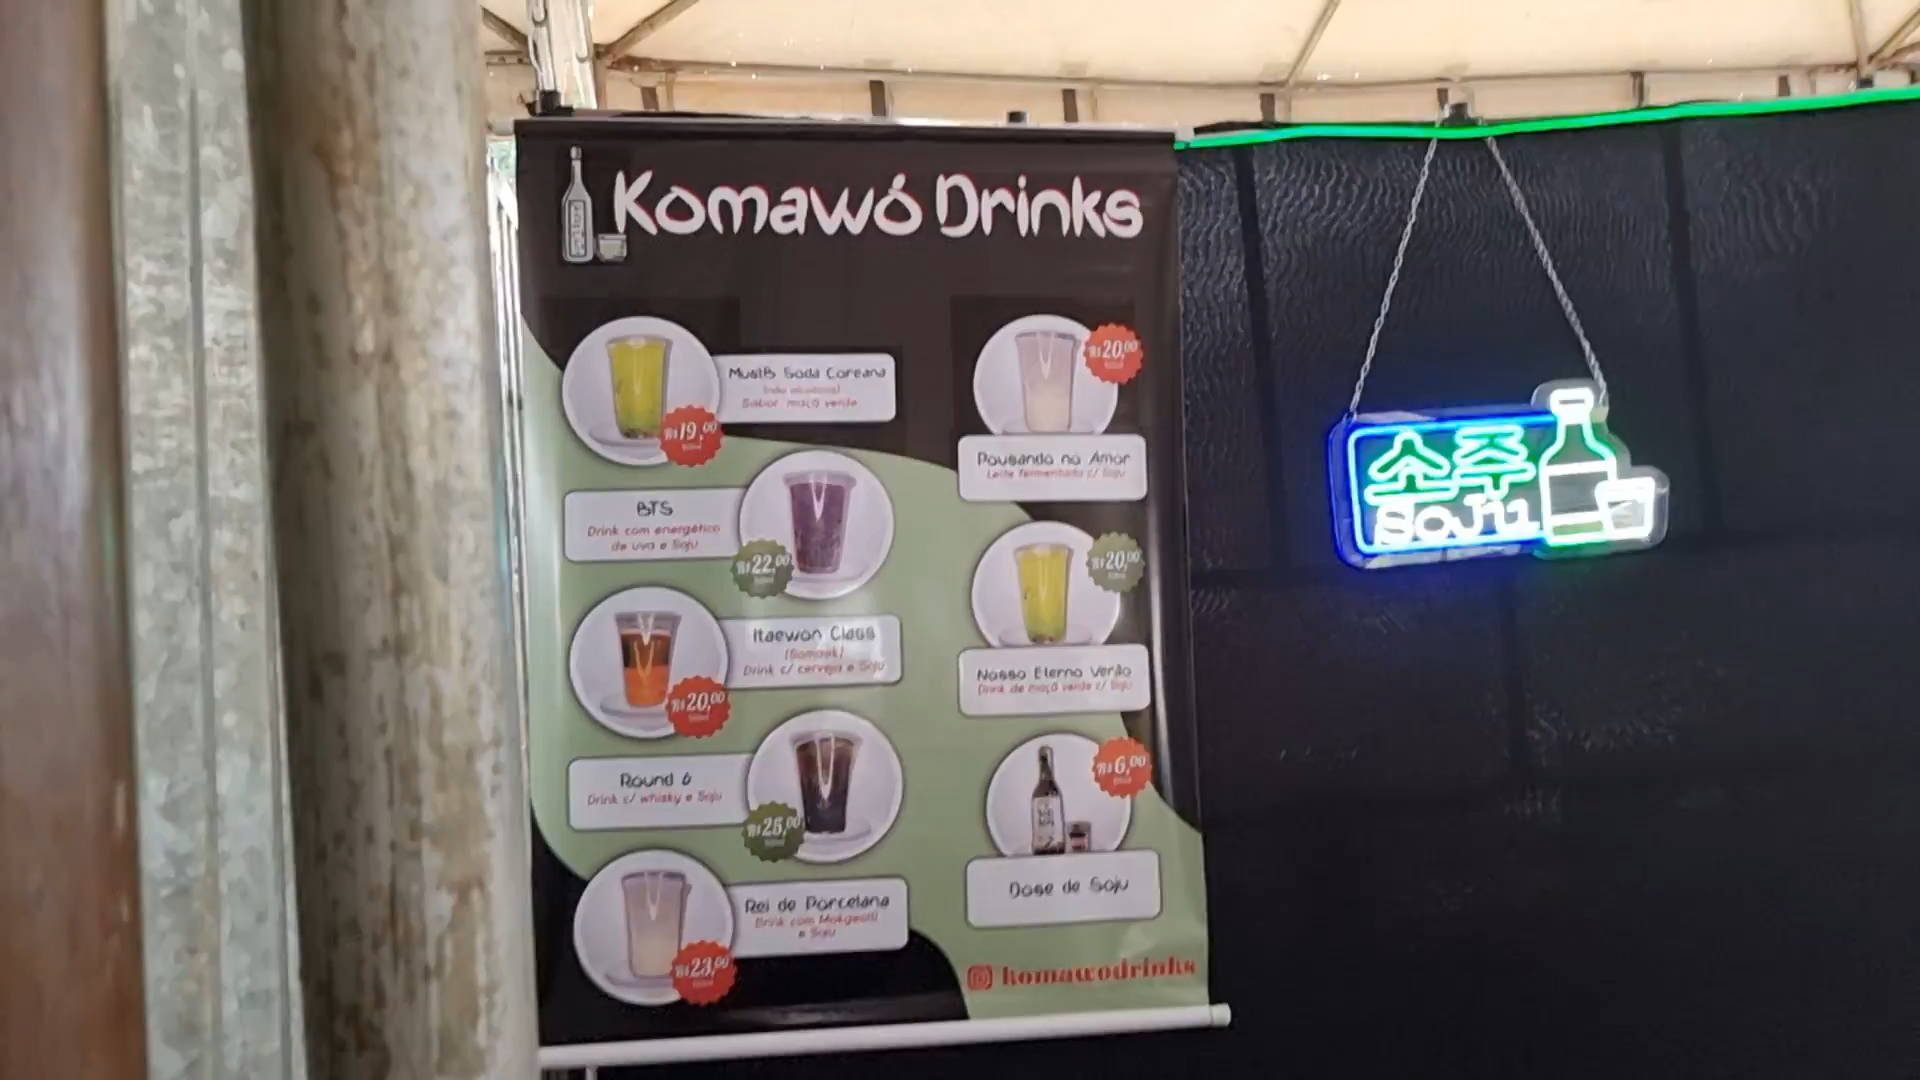 Komawó Drinks
MustB Soda Coreana
(não alcoólica)
Sabor maçã verde
R$19,00
BTS
Drink com energético
de uva e Soju
R$22,00
Itaewon Class
(Somaek)
Drink c/ cerveja e Soju
R$20,00
Round 6
Drink c/ whisky e Soju
R$25,00
Rei de Porcelana
Drink com Makgeolli
e Soju
R$23,00
R$20,00
Pousando no Amor
Leite fermentado c/ Soju
R$20,00
Nosso Eterno Verão
Drink de maçã verde c/ Soju
R$6,00
Dose de Soju
komawodrinks
소주
soju